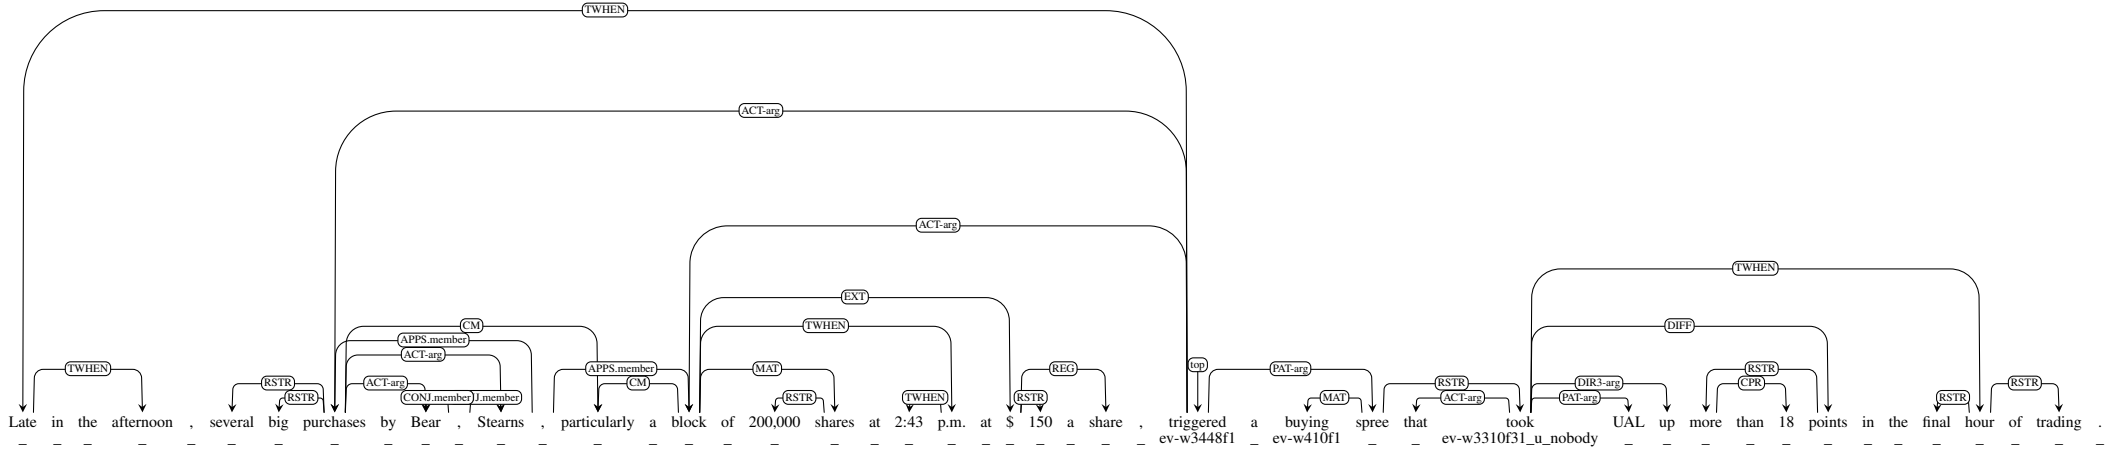 TWHEN
ACT-arg
ACT-arg
TWHEN
EXT
CM TWHEN DIFF
APPS.member
ACT-arg
TWHEN APPS.member MAT REG top PAT-arg RSTR
RSTR ACT-arg CM RSTR DIR3-arg CPR RSTR
RSTR CONJ.member J.member RSTR TWHEN RSTR MAT ACT-arg PAT-arg RSTR
Late in the afternoon , several big purchases by Bear , Stearns , particularly a block of 200,000 shares at 2:43 p.m. at $ 150 a share , triggered a buying spree that took UAL up more than 18 points in the final hour of trading .
_ _ _ _ _ _ _ _ _ _ _ _ _ _ _ _ _ _ _ _ _ _ _ _ _ _ _ ev-w3448f1 _ ev-w410f1 _ _ ev-w3310f31_u_nobody _ _ _ _ _ _ _ _ _ _ _ _ _